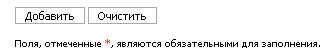 Добавить Очистить
Поля, отмеченные *, являются обязательными для заполнения.